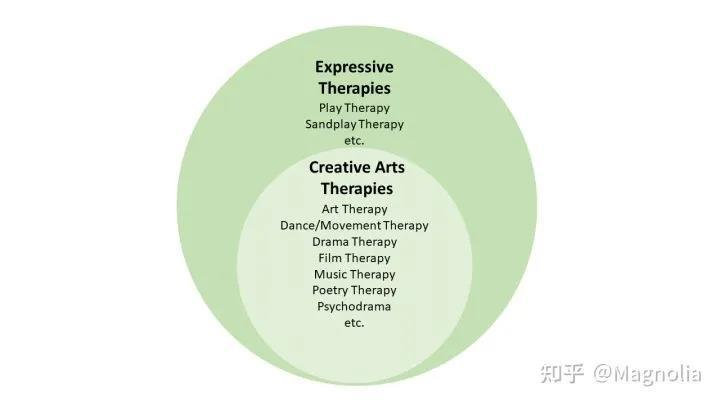 Expressive
Therapies
Play Therapy
Sandplay Therapy
etc.
Creative Arts
Therapies
Art Therapy
Dance/Movement Therapy
Drama Therapy
Film Therapy
Music Therapy
Poetry Therapy
Psychodrama
etc.
知乎 @Magnolia